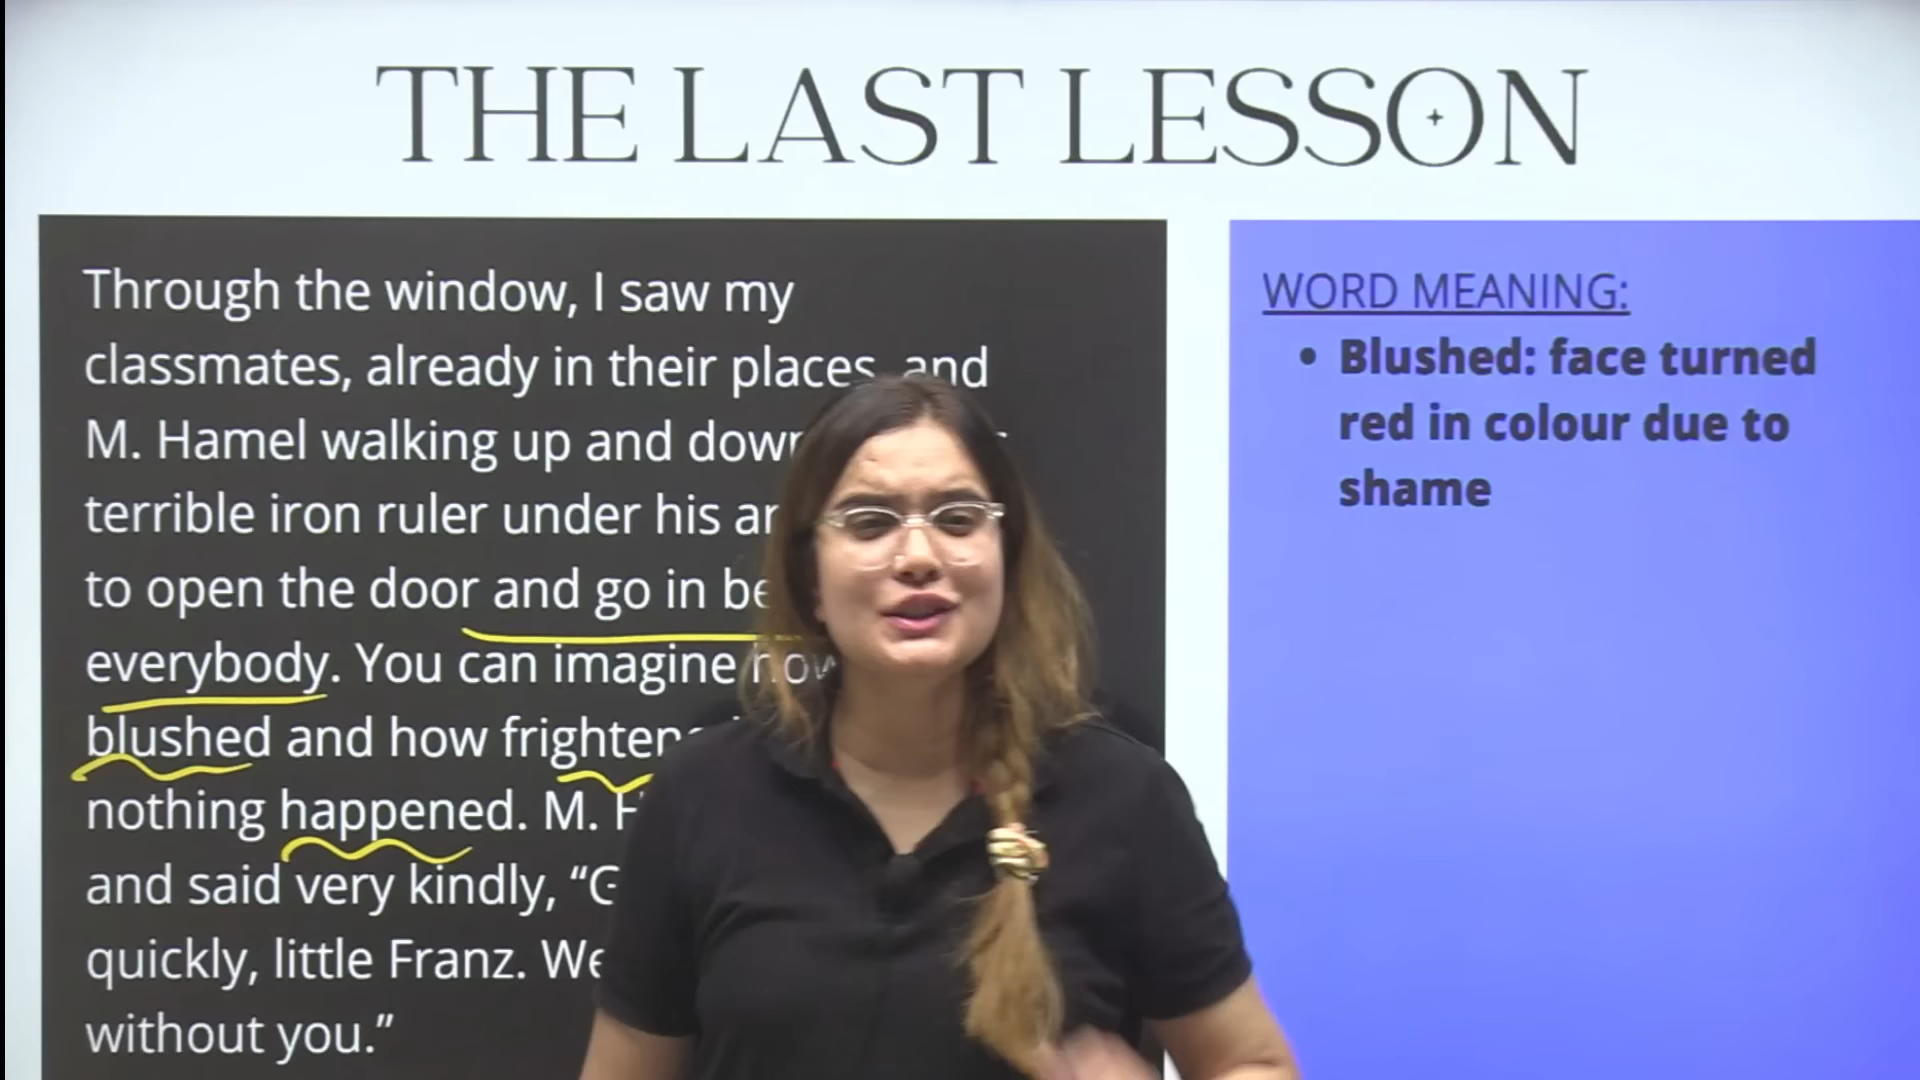 THE LAST LESSON
Through the window, I saw my
classmates, already in their places, and
M. Hamel walking up and down
terrible iron ruler under his
to open the door and go in
everybody. You can imagine how
blushed and how
nothing happened. M.
and said very kindly, “
quickly, little Franz. We
without you.”
WORD MEANING:
• Blushed: face turned
red in colour due to
shame